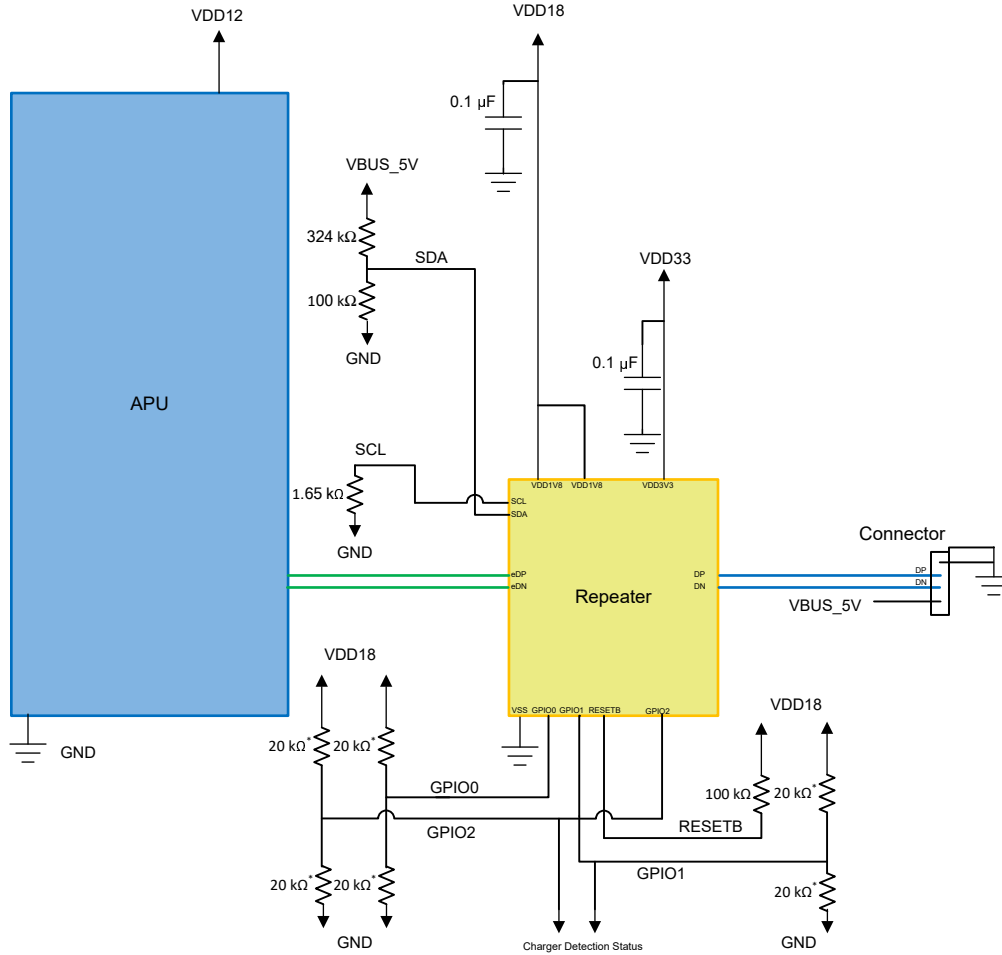 VDD12
VDD18
0.1 µF
VBUS_5V
324 kΩ
SDA
100 kΩ
GND
VDD33
0.1 µF
APU
SCL
1.65 kΩ
GND
VDD1V8 VDD1V8 VDD3V3
SCL
SDA
eDP
eDN
Repeater
DP
DN
Connector
DP
DN
VBUS_5V
VSS GPIO0 GPIO1 RESETB GPIO2
GND
VDD18
20 kΩ* 20 kΩ*
GPIO0
GPIO2
20 kΩ* 20 kΩ*
GND
VDD18
100 kΩ 20 kΩ*
RESETB
GPIO1
20 kΩ*
GND
Charger Detection Status